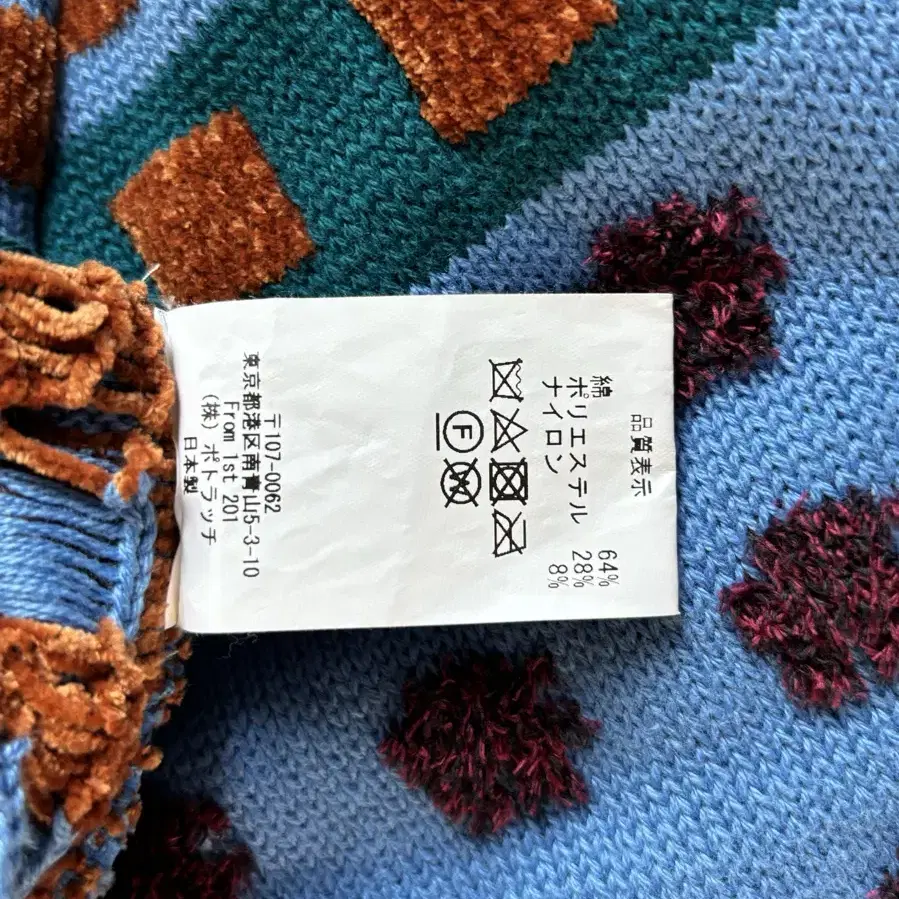 品質表示
綿 64%
ポリエステル 28%
ナイロン 8%
F
W
〒107-0062
東京都港区南青山5-3-10
From 1st 201
(株) ポトラッチ
日本製